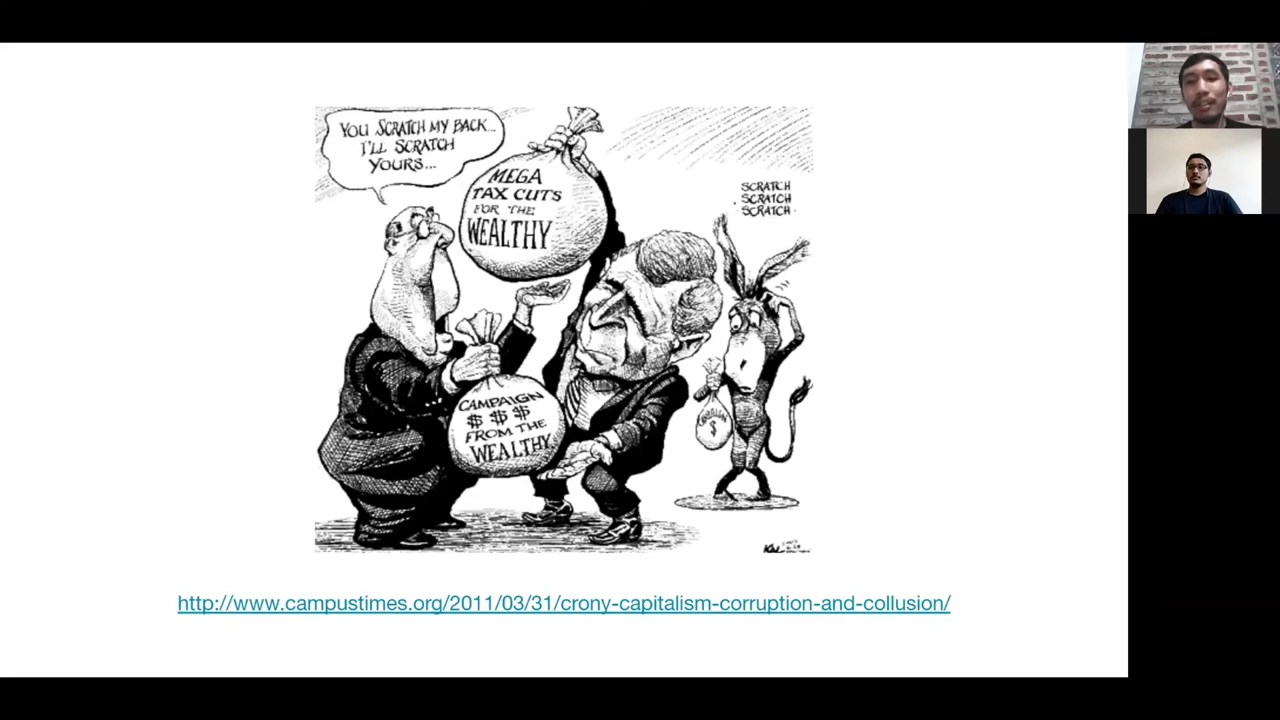 YOU SCRATCH MY BACK...
I'LL SCRATCH
YOURS...
MEGA
TAX CUTS
FOR THE
WEALTHY
SCRATCH
SCRATCH
SCRATCH
CAMPAIGN
$ $ $
FROM THE
WEALTHY
$
http://www.campustimes.org/2011/03/31/crony-capitalism-corruption-and-collusion/